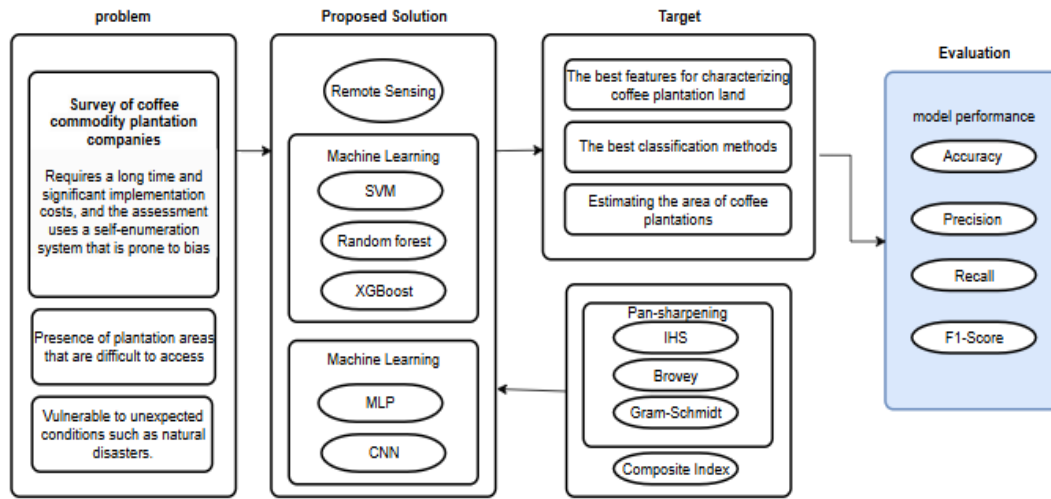 problem
Survey of coffee
commodity plantation
companies
Requires a long time and
significant implementation
costs, and the assessment
uses a self-enumeration
system that is prone to bias
Presence of plantation areas
that are difficult to access
Vulnerable to unexpected
conditions such as natural
disasters.
Proposed Solution
Remote Sensing
Machine Learning
SVM
Random forest
XGBoost
Machine Learning
MLP
CNN
Target
The best features for characterizing
coffee plantation land
The best classification methods
Estimating the area of coffee
plantations
Pan-sharpening
IHS
Brovey
Gram-Schmidt
Composite Index
Evaluation
model performance
Accuracy
Precision
Recall
F1-Score